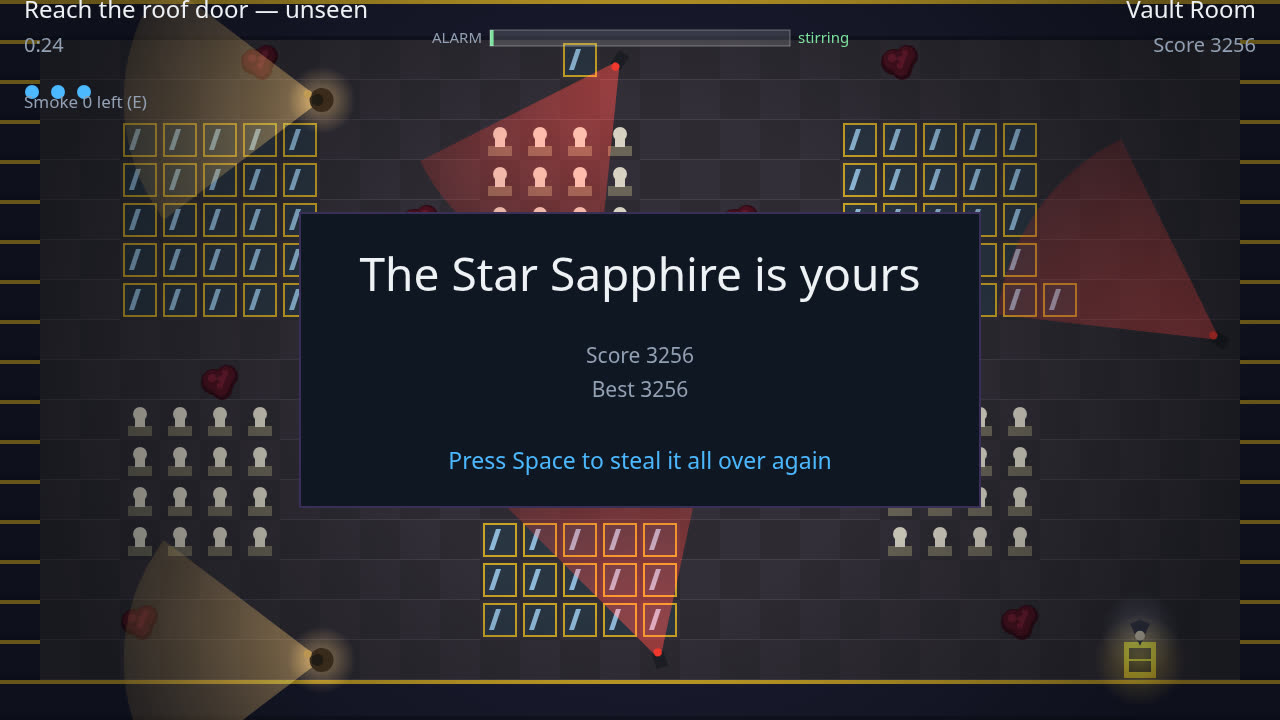 Reach the roof door — unseen
0:24
Smoke 0 left (E)
ALARM
stirring
Vault Room
Score 3256
The Star Sapphire is yours
Score 3256
Best 3256
Press Space to steal it all over again